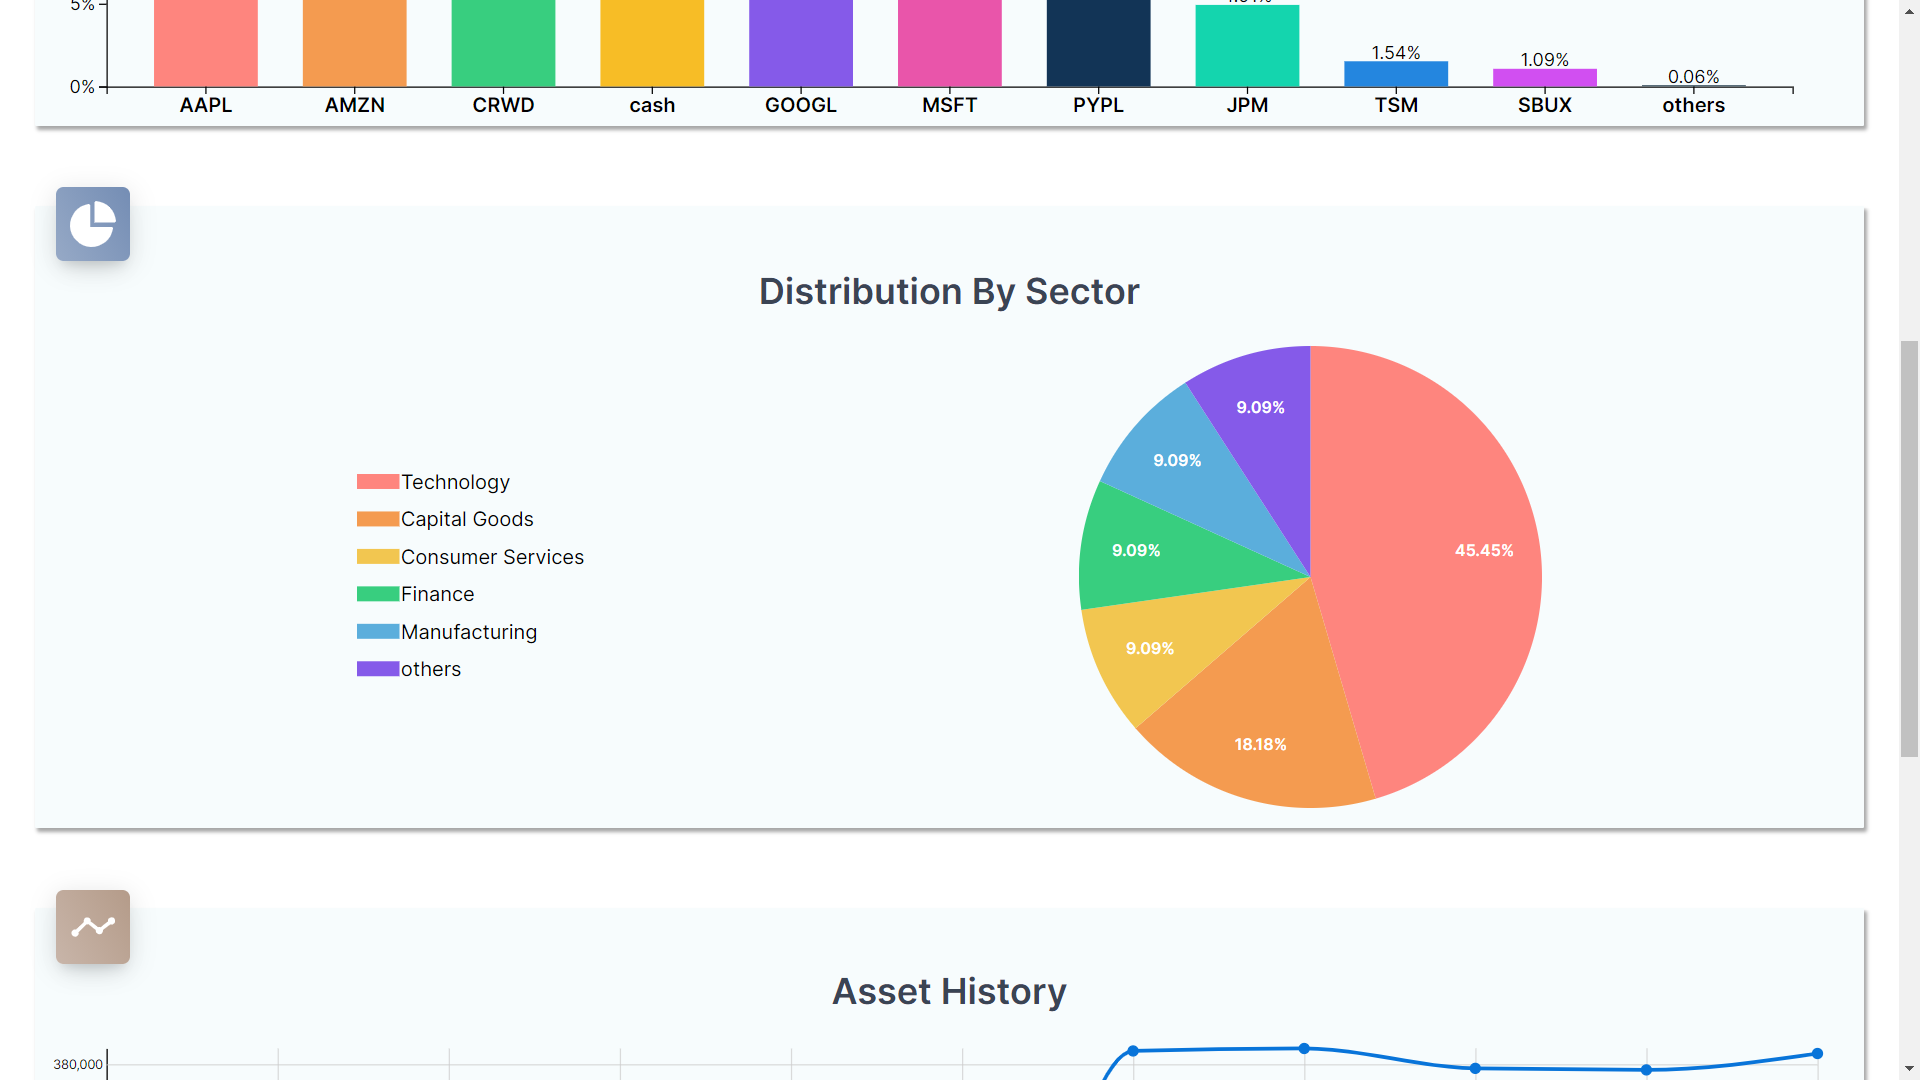 5%
1.54%
1.09%
0.06%
0%
AAPL AMZN CRWD cash GOOGL MSFT PYPL JPM TSM SBUX others
Distribution By Sector
Technology
Capital Goods
Consumer Services
Finance
Manufacturing
others
9.09%
9.09%
9.09%
45.45%
9.09%
18.18%
Asset History
380,000